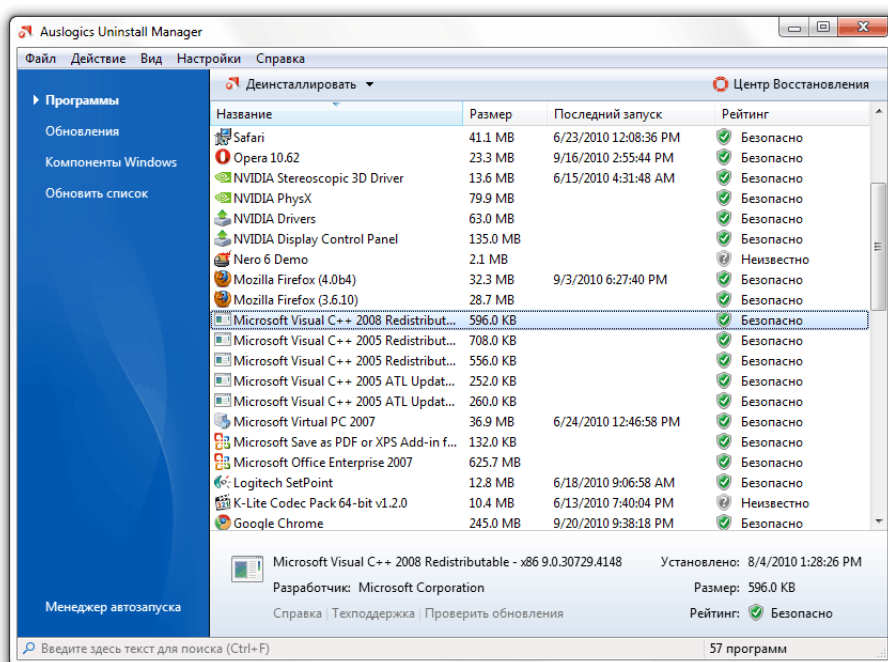 Auslogics Uninstall Manager
Файл Действие Вид Настройки Справка
Программы
Обновления
Компоненты Windows
Обновить список
Менеджер автозапуска
Деинсталлировать Центр Восстановления
Название Размер Последний запуск Рейтинг
Safari 41.1 MB 6/23/2010 12:08:36 PM Безопасно
Opera 10.62 23.3 MB 9/16/2010 2:55:44 PM Безопасно
NVIDIA Stereoscopic 3D Driver 13.6 MB 6/15/2010 4:31:48 AM Безопасно
NVIDIA PhysX 79.9 MB Безопасно
NVIDIA Drivers 63.0 MB Безопасно
NVIDIA Display Control Panel 135.0 MB Безопасно
Nero 6 Demo 2.1 MB Неизвестно
Mozilla Firefox (4.0b4) 32.3 MB 9/3/2010 6:27:40 PM Безопасно
Mozilla Firefox (3.6.10) 28.7 MB Безопасно
Microsoft Visual C++ 2008 Redistribut... 596.0 KB Безопасно
Microsoft Visual C++ 2005 Redistribut... 708.0 KB Безопасно
Microsoft Visual C++ 2005 Redistribut... 556.0 KB Безопасно
Microsoft Visual C++ 2005 ATL Updat... 252.0 KB Безопасно
Microsoft Visual C++ 2005 ATL Updat... 260.0 KB Безопасно
Microsoft Virtual PC 2007 36.9 MB 6/24/2010 12:46:58 PM Безопасно
Microsoft Save as PDF or XPS Add-in f... 132.0 KB Безопасно
Microsoft Office Enterprise 2007 625.7 MB Безопасно
Logitech SetPoint 12.8 MB 6/18/2010 9:06:58 AM Безопасно
K-Lite Codec Pack 64-bit v1.2.0 10.4 MB 6/13/2010 7:40:04 PM Неизвестно
Google Chrome 245.0 MB 9/20/2010 9:38:18 PM Безопасно
Microsoft Visual C++ 2008 Redistributable - x86 9.0.30729.4148 Установлено: 8/4/2010 1:28:26 PM
Разработчик: Microsoft Corporation Размер: 596.0 KB
Справка | Техподдержка | Проверить обновления Рейтинг: Безопасно
Введите здесь текст для поиска (Ctrl+F) 57 программ